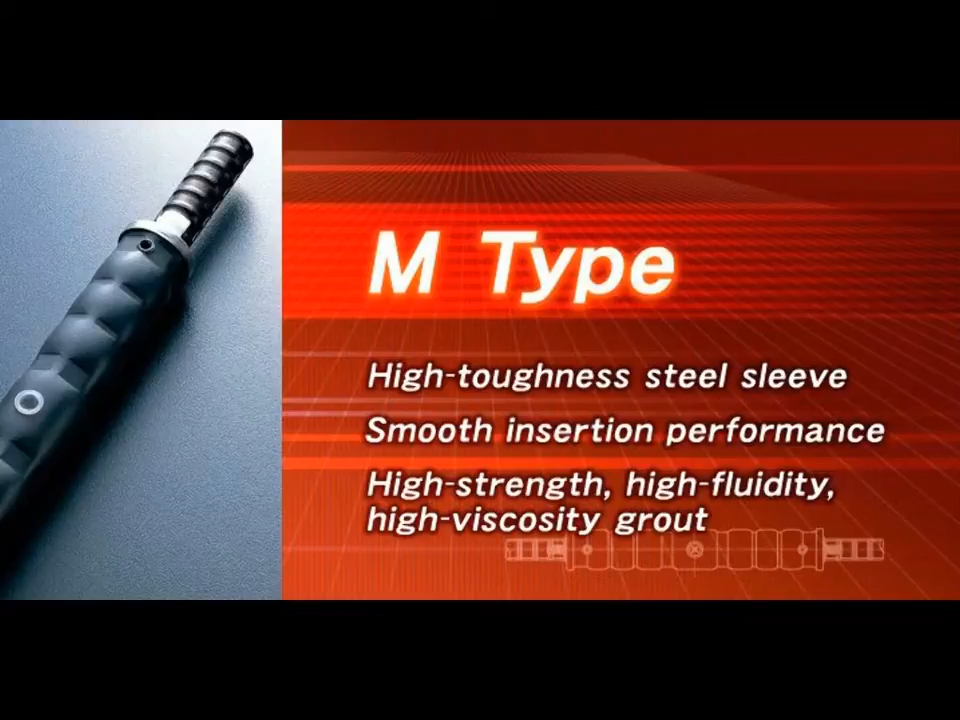 M Type
High-toughness steel sleeve
Smooth insertion performance
High-strength, high-fluidity,
high-viscosity grout